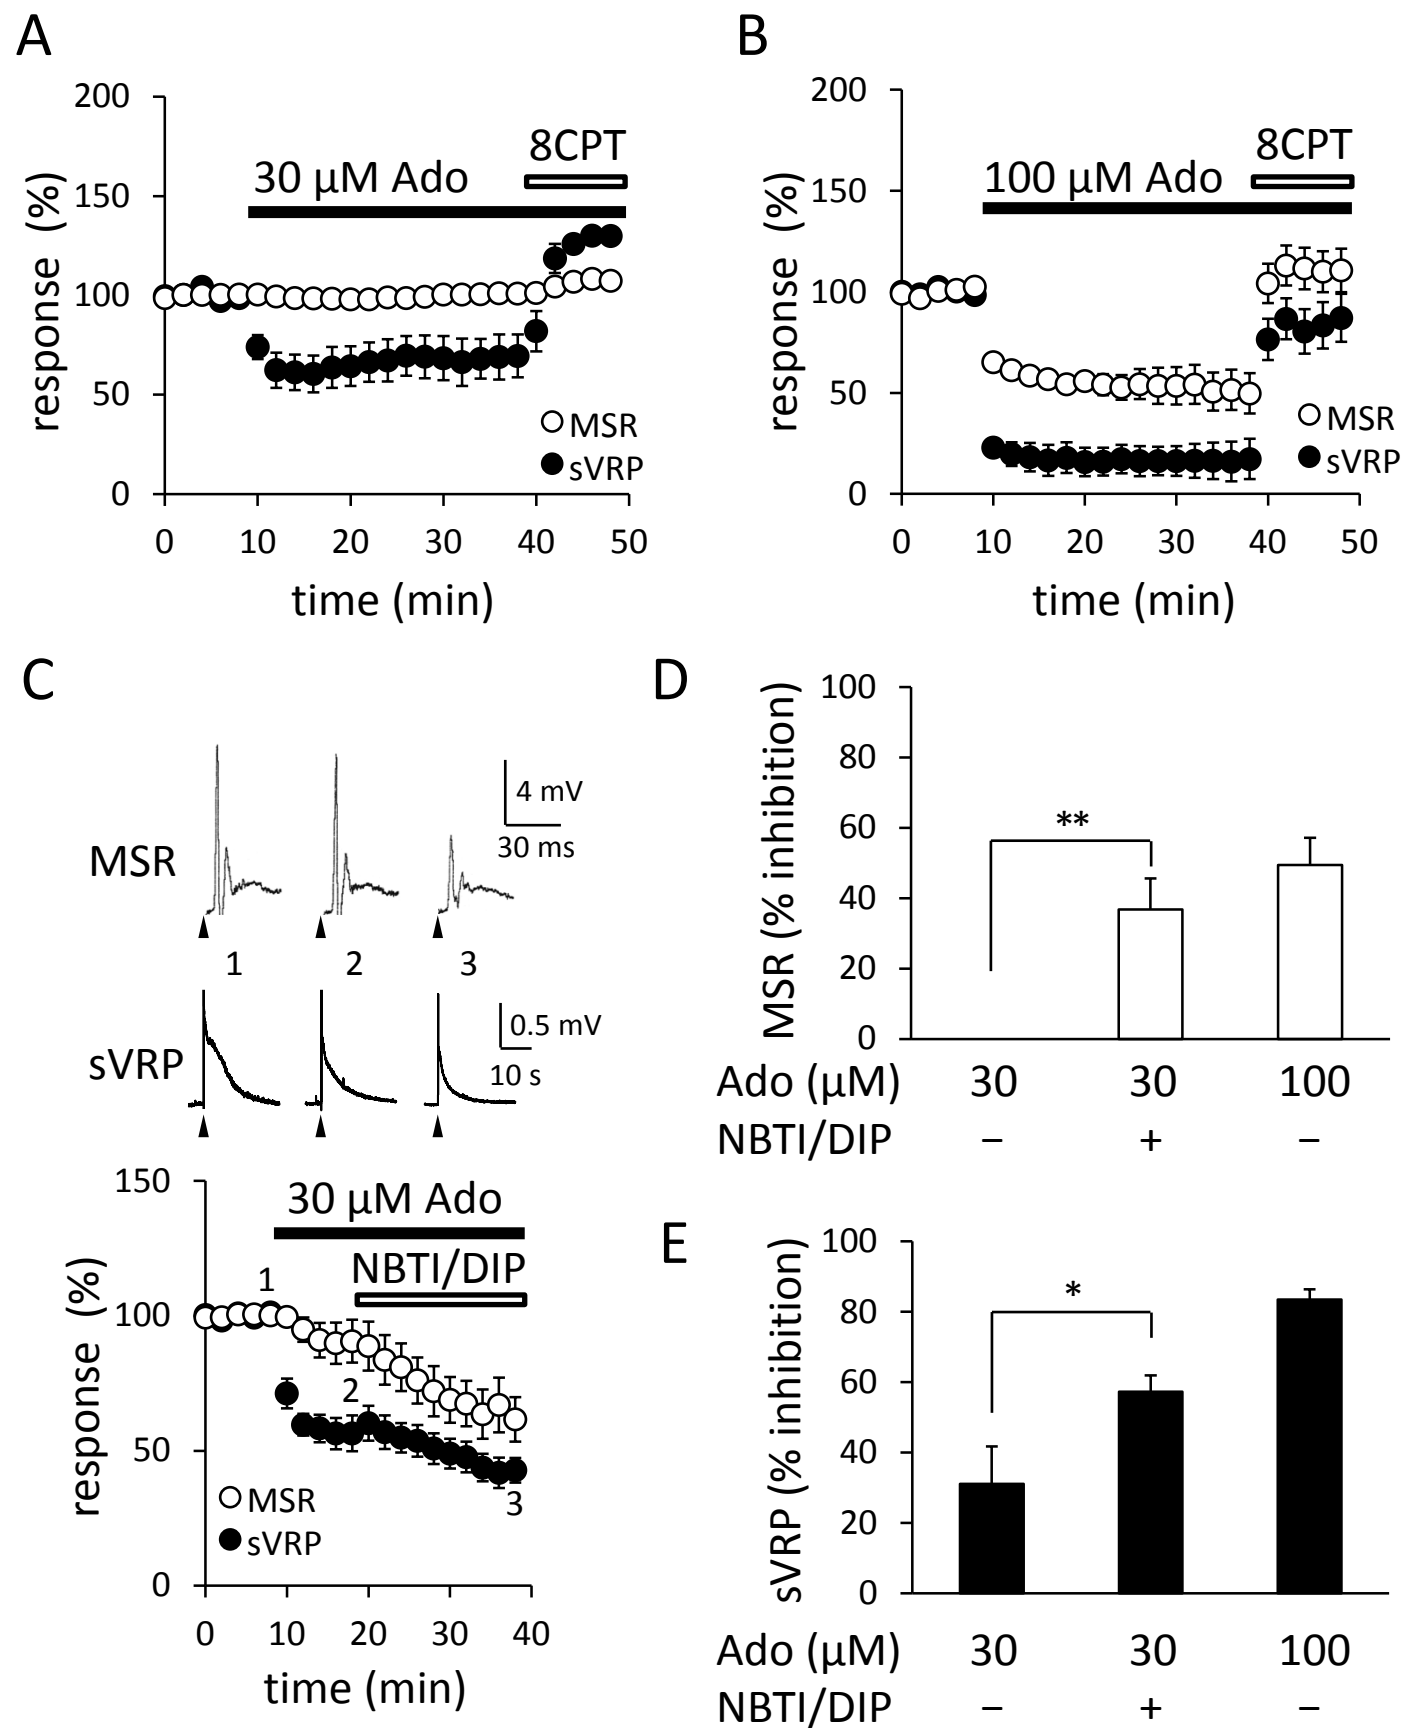 A
200
150
100
50
0
response (%)
30 μM Ado
8CPT
MSR
sVRP
0 10 20 30 40 50
time (min)
B
200
150
100
50
0
response (%)
100 μM Ado
8CPT
MSR
sVRP
0 10 20 30 40 50
time (min)
C
MSR
4 mV
30 ms
1 2 3
sVRP
0.5 mV
10 s
150
100
50
0
response (%)
30 μM Ado
NBTI/DIP
1
2
3
MSR
sVRP
0 10 20 30 40
time (min)
D
100
80
60
40
20
0
MSR (% inhibition)
**
Ado (μM) 30 30 100
NBTI/DIP − + −
E
100
80
60
40
20
0
sVRP (% inhibition)
*
Ado (μM) 30 30 100
NBTI/DIP − + −